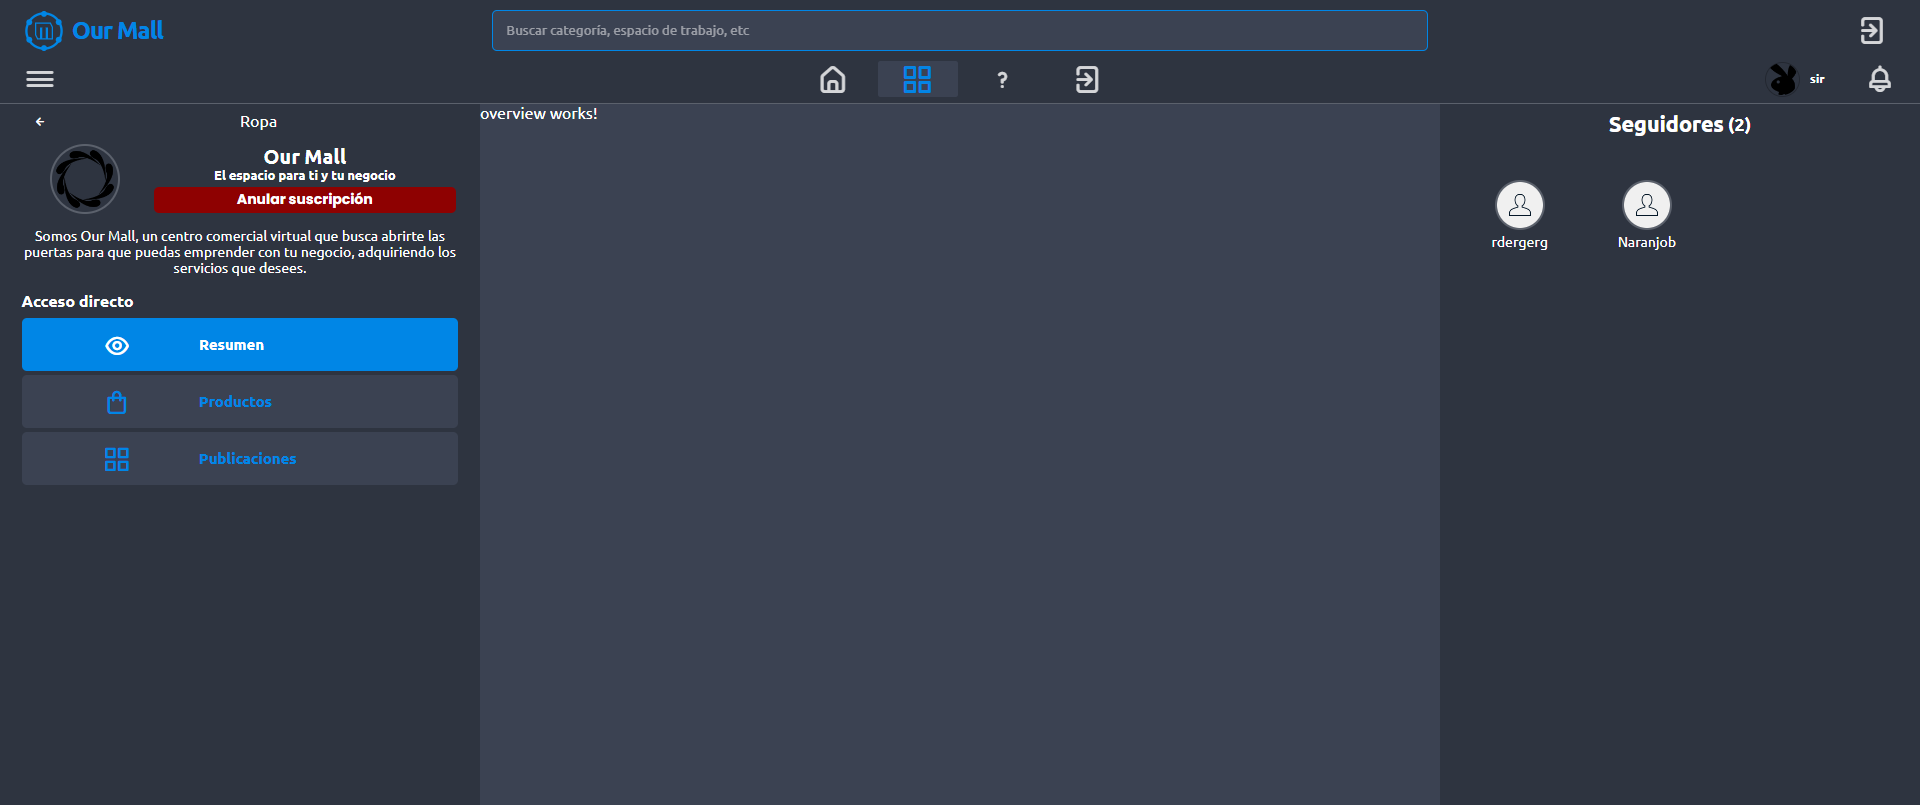 Our Mall
Buscar categoría, espacio de trabajo, etc
?
sir
Ropa
Our Mall
El espacio para ti y tu negocio
Anular suscripción
Somos Our Mall, un centro comercial virtual que busca abrirte las
puertas para que puedas emprender con tu negocio, adquiriendo los
servicios que desees.
Acceso directo
Resumen
Productos
Publicaciones
overview works!
Seguidores (2)
rdergerg
Naranjob